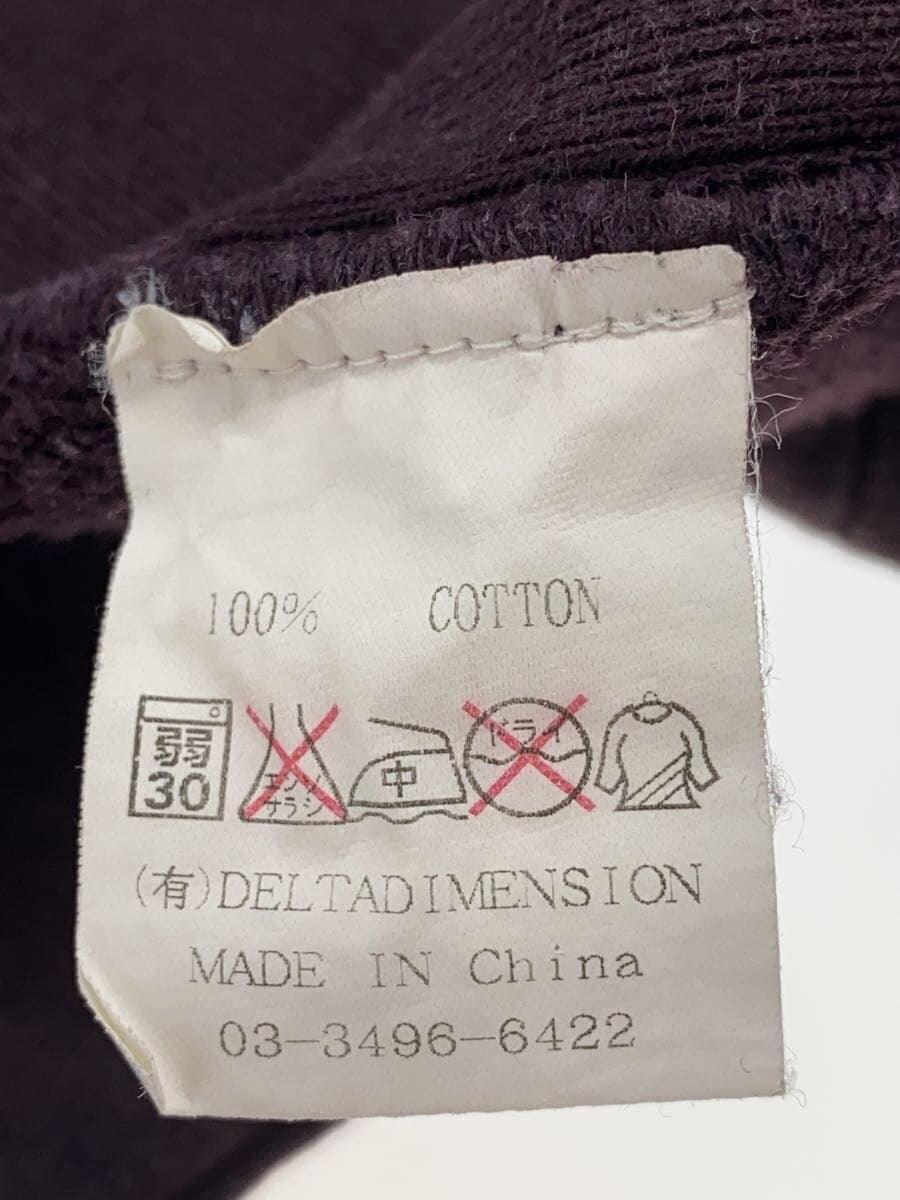 100% COTTON
弱 エンソ 中 ドライ
30 サラシ
(有)DELTADIMENSION
MADE IN China
03-3496-6422